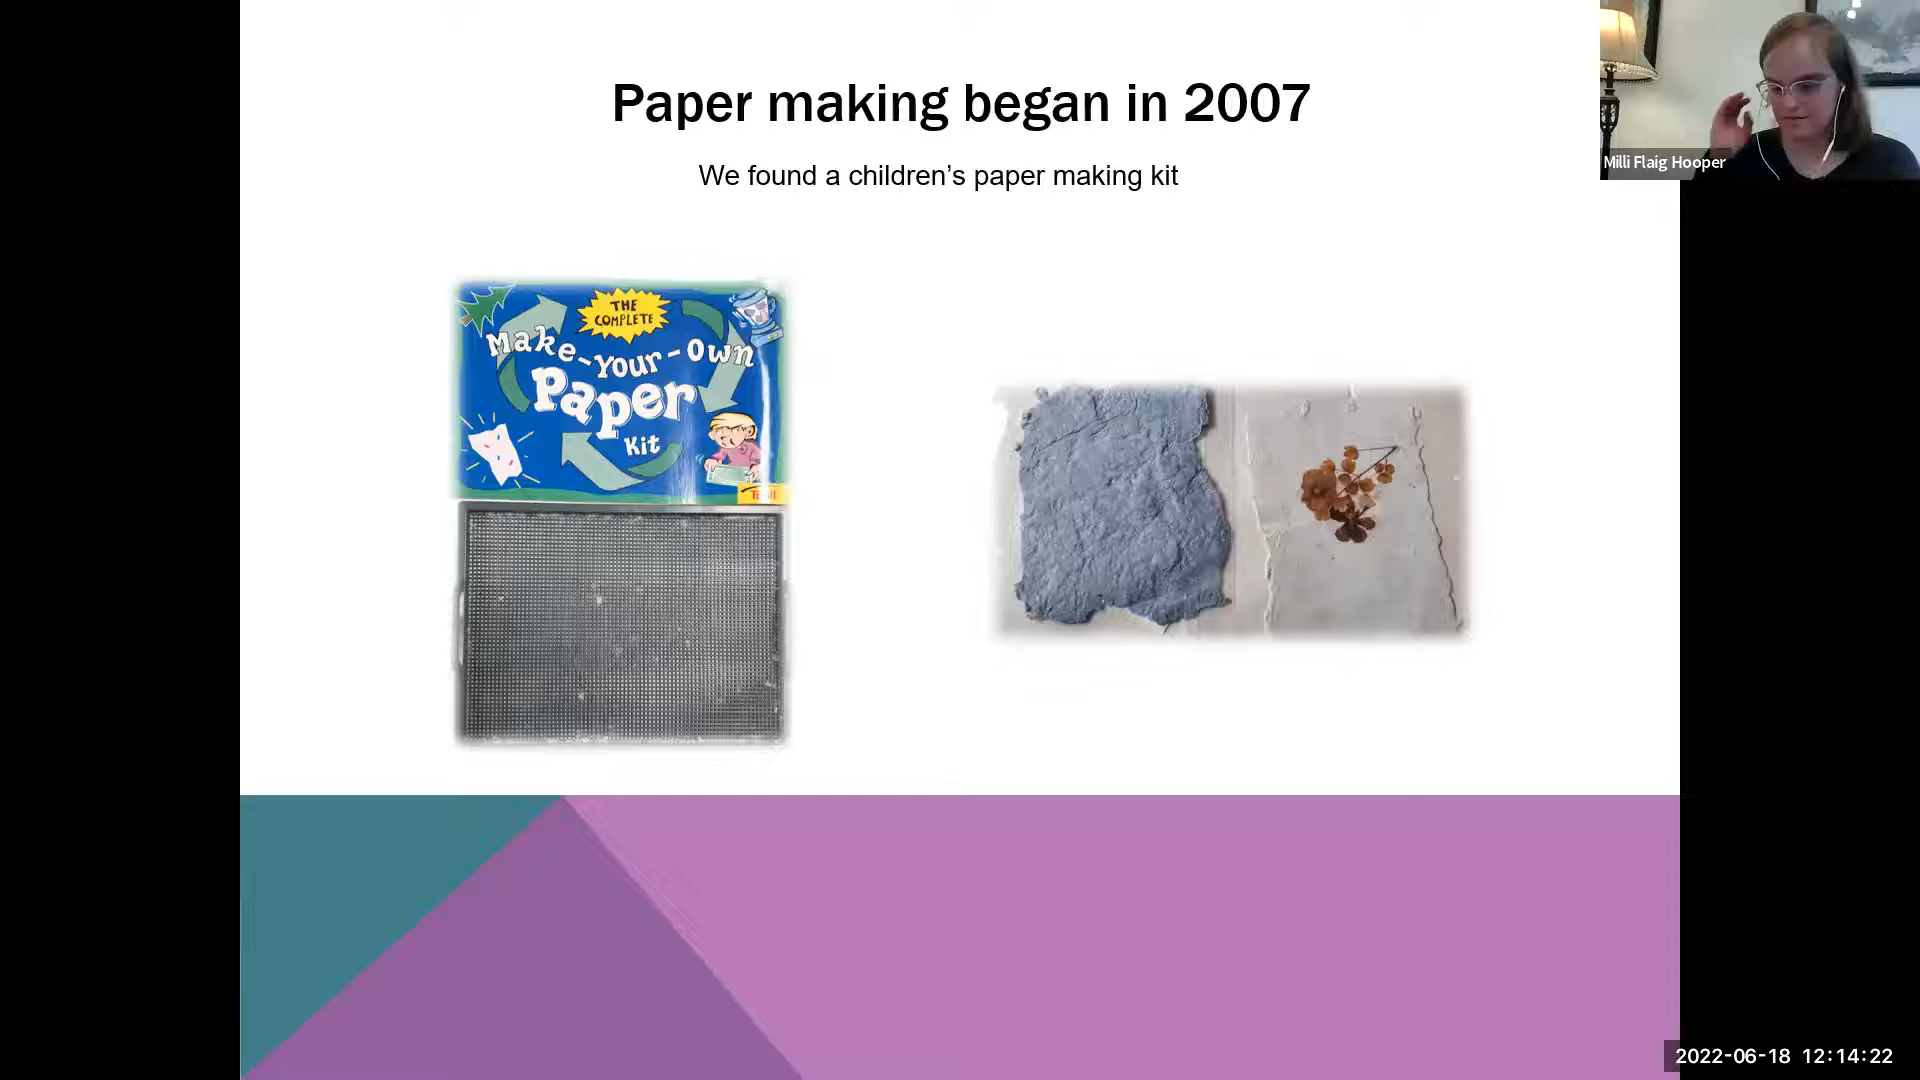 Paper making began in 2007
We found a children's paper making kit
THE
COMPLETE
Make-Your-Own
Paper
Kit
Troll
Milli Flaig Hooper
2022-06-18 12:14:22